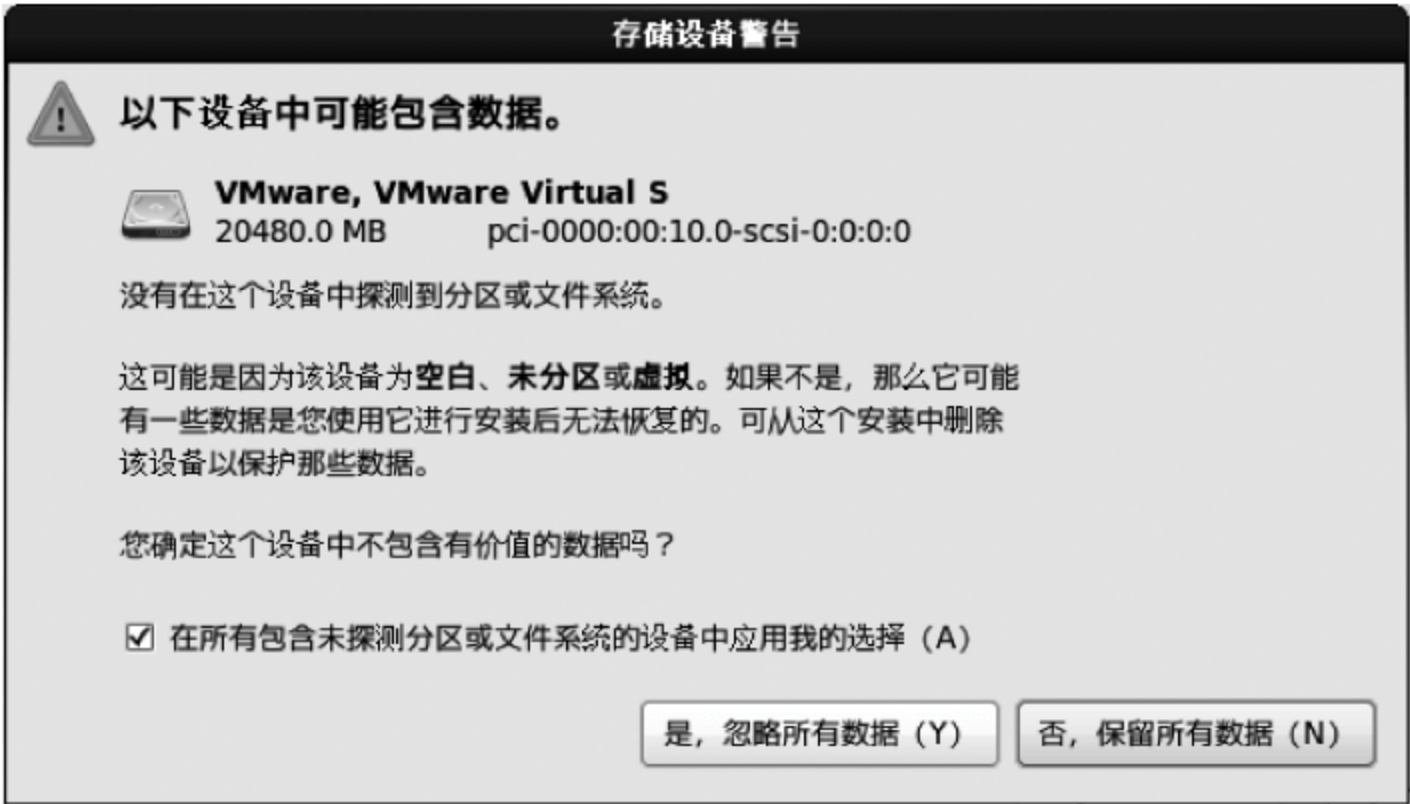 存储设备警告
以下设备中可能包含数据。
VMware, VMware Virtual S
20480.0 MB pci-0000:00:10.0-scsi-0:0:0:0
没有在这个设备中探测到分区或文件系统。
这可能是因为该设备为空白、未分区或虚拟。如果不是，那么它可能
有一些数据是您使用它进行安装后无法恢复的。可从这个安装中删除
该设备以保护那些数据。
您确定这个设备中不包含有价值的数据吗？
在所有包含未探测分区或文件系统的设备中应用我的选择（A）
是，忽略所有数据（Y） 否，保留所有数据（N）